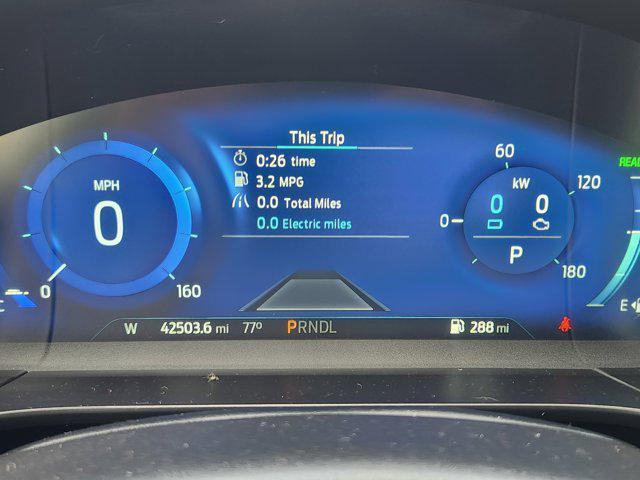 This Trip
0:26 time
3.2 MPG
0.0 Total Miles
0.0 Electric miles
MPH
0
0
160
60
120
0
180
kW
0
0
P
READ
C
E
W
42503.6 mi
77°
PRNDL
288 mi